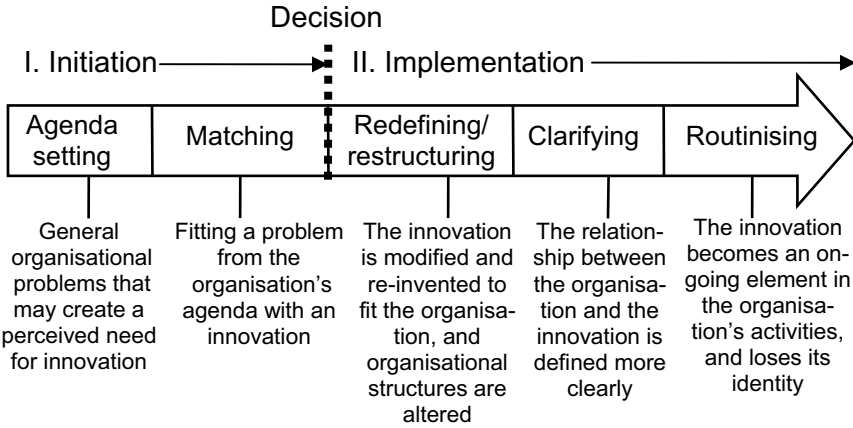 Decision
I. Initiation
II. Implementation
Agenda
setting
Matching
Redefining/
restructuring
Clarifying
Routinising
General
organisational
problems that
may create a
perceived need
for innovation
Fitting a problem
from the
organisation’s
agenda with an
innovation
The innovation
is modified and
re-invented to
fit the organisa-
tion, and
organisational
structures are
altered
The relation-
ship between
the organisa-
tion and the
innovation is
defined more
clearly
The innovation
becomes an on-
going element in
the organisa-
tion’s activities,
and loses its
identity